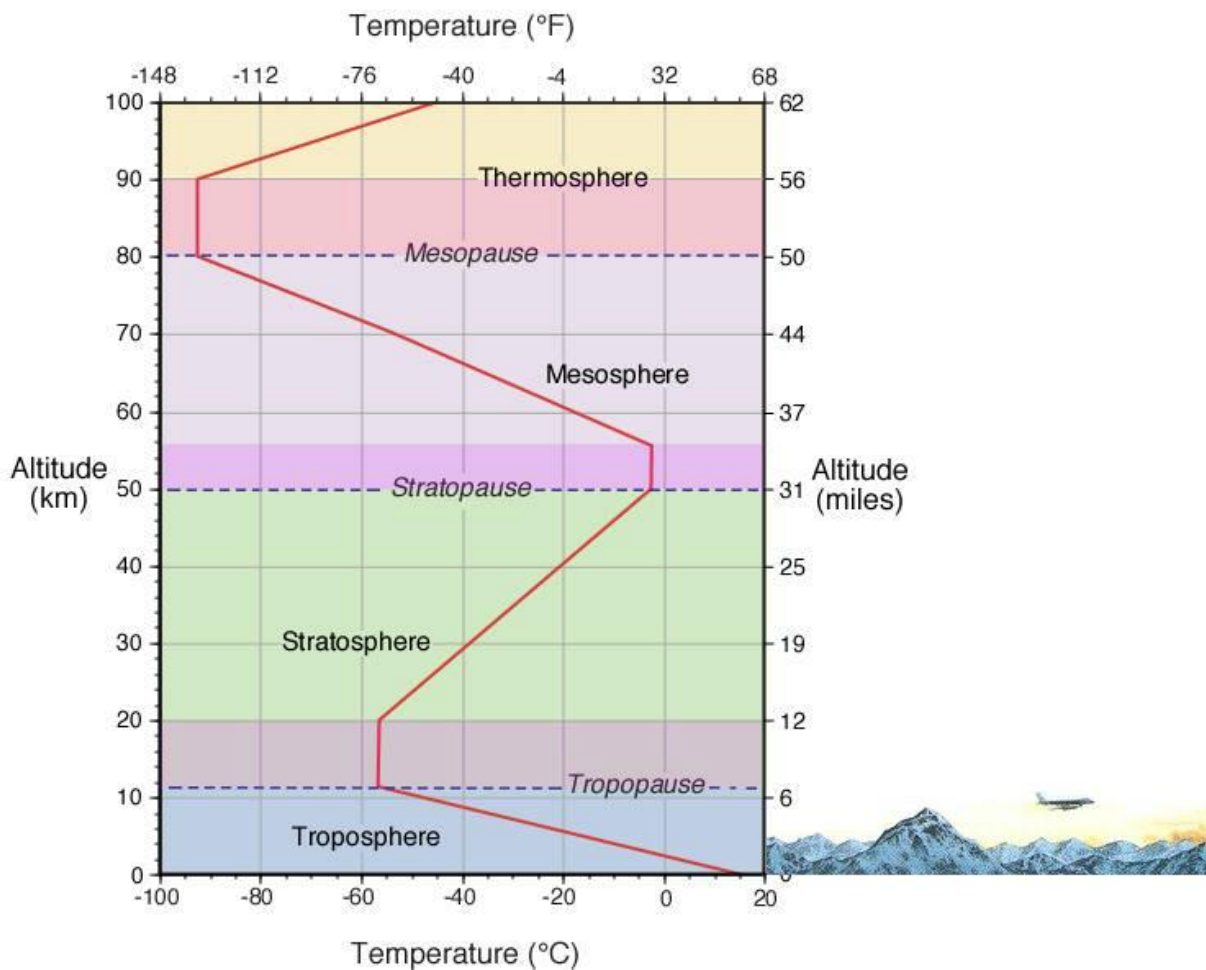 Temperature (°F)
-148 -112 -76 -40 -4 32 68
100 62
Thermosphere
90 56
Mesopause
80 50
70 44
Mesosphere
60 37
Altitude
(km)
Altitude
(miles)
Stratopause
50 31
40 25
Stratosphere
30 19
20 12
Tropopause
10 6
Troposphere
0 0
-100 -80 -60 -40 -20 0 20
Temperature (°C)